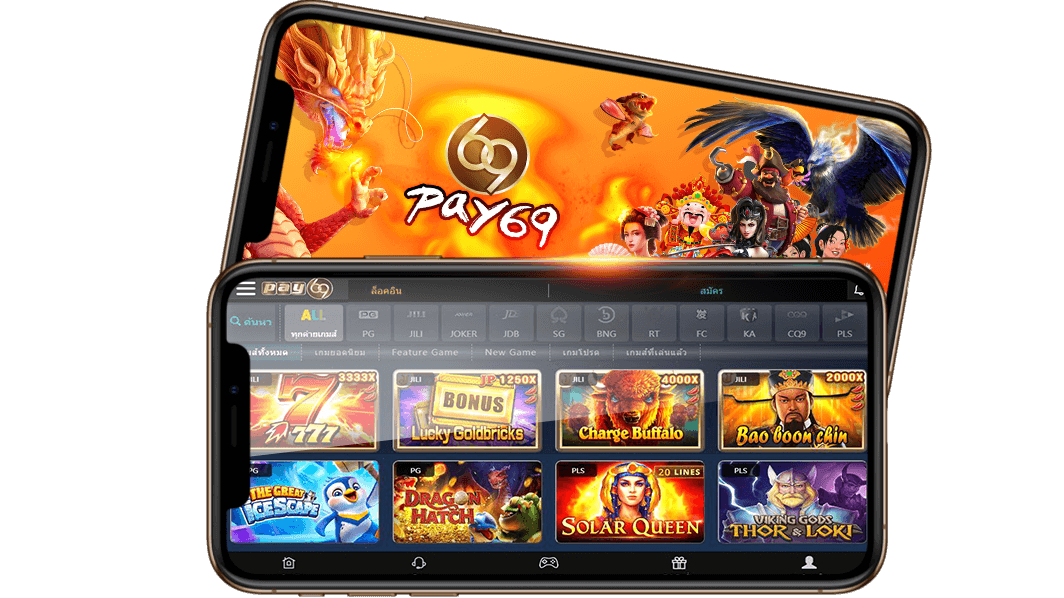 69
Pay69
pay69
ล็อคอิน
สมัคร
ค้นหา
ALL
ทุกค่ายเกมส์
PG
PG
JILI
JILI
JOKER
JOKER
JDB
JDB
SG
BNG
RT
FC
KA
KA
CQ9
PLS
เกมยอดนิยม
Feature Game
New Game
เกมโปรด
เกมส์ที่เล่นแล้ว
JILI
3333X
777
JP 1250X
BONUS
Lucky Goldbricks
JILI
4000X
Charge Buffalo
JILI
2000X
Bao boon chin
PG
THE GREAT
ICESCAPE
PG
DRAGON
HATCH
PLS
20 LINES
SOLAR QUEEN
PLS
VIKING GODS
THOR & LOKI